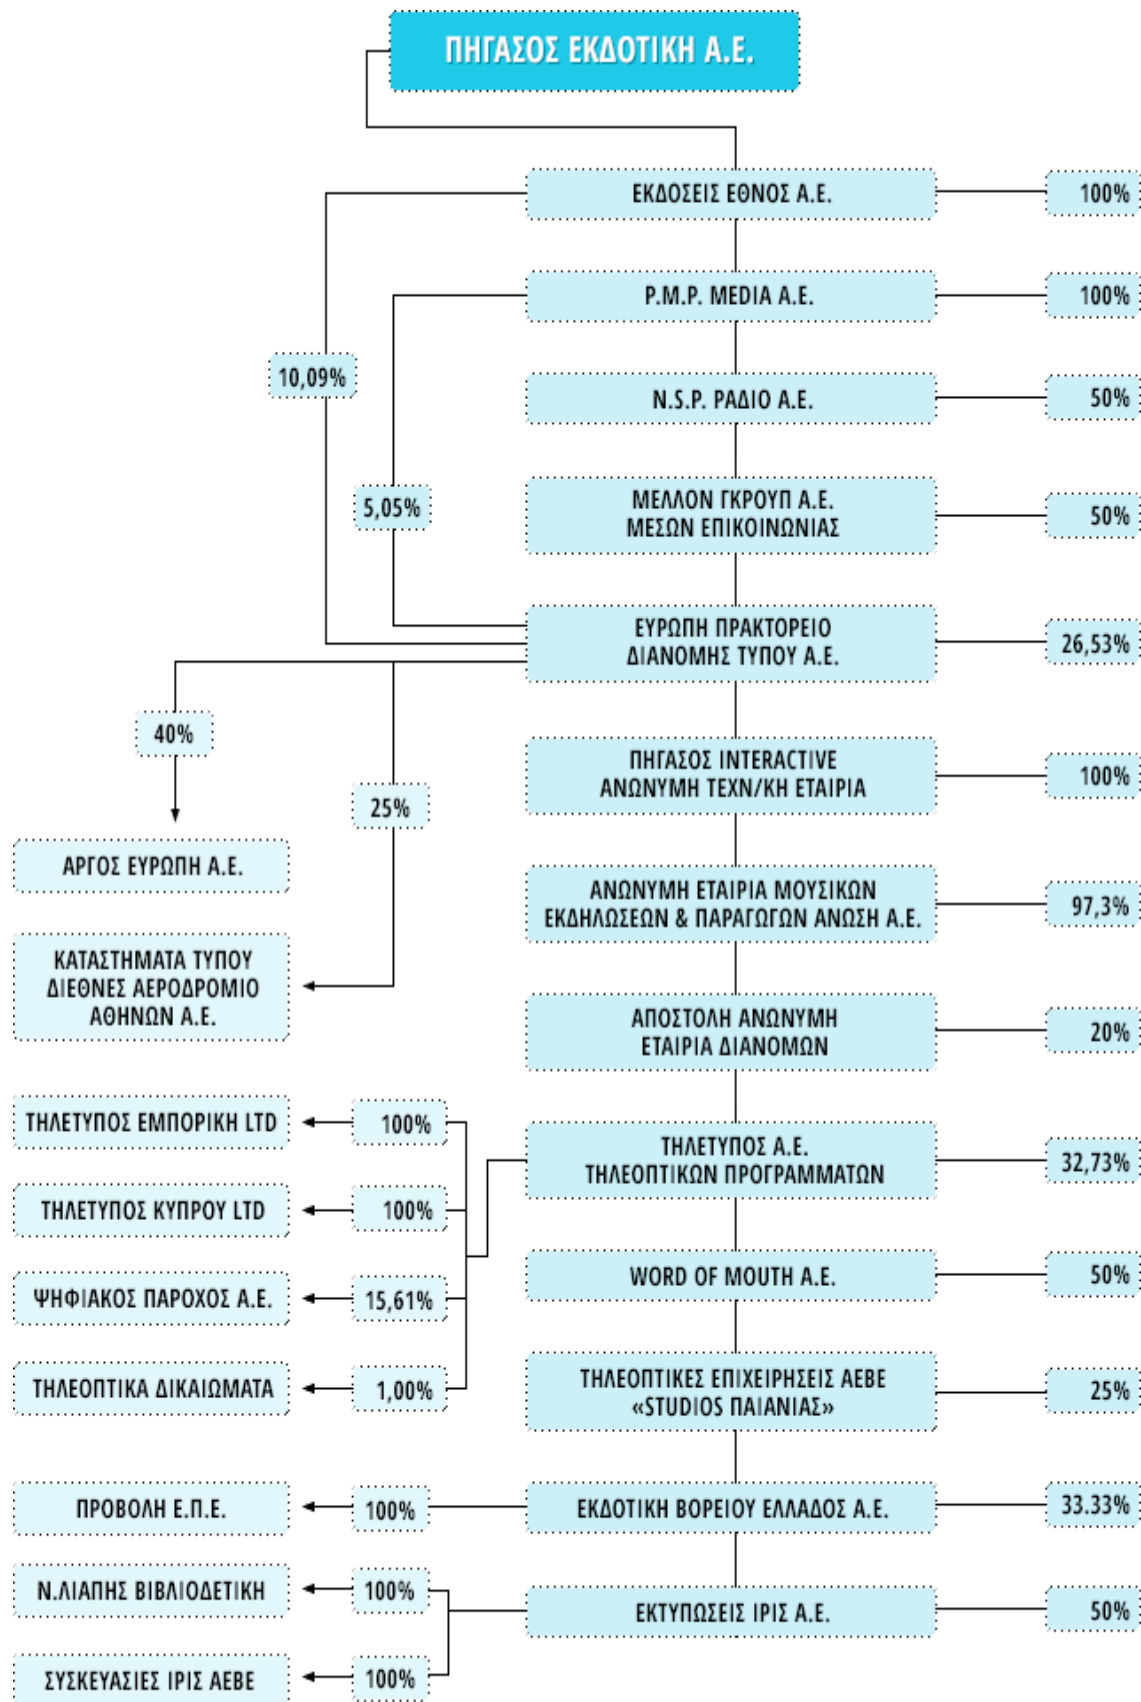 ΠΗΓΑΣΟΣ ΕΚΔΟΤΙΚΗ Α.Ε.
ΕΚΔΟΣΕΙΣ ΕΘΝΟΣ Α.Ε.
100%
P.M.P. MEDIA Α.Ε.
100%
10,09%
N.S.P. ΡΑΔΙΟ Α.Ε.
50%
5,05%
ΜΕΛΛΟΝ ΓΚΡΟΥΠ Α.Ε.
ΜΕΣΩΝ ΕΠΙΚΟΙΝΩΝΙΑΣ
50%
ΕΥΡΩΠΗ ΠΡΑΚΤΟΡΕΙΟ
ΔΙΑΝΟΜΗΣ ΤΥΠΟΥ Α.Ε.
26,53%
40%
25%
ΠΗΓΑΣΟΣ INTERACTIVE
ΑΝΩΝΥΜΗ ΤΕΧΝ/ΚΗ ΕΤΑΙΡΙΑ
100%
ΑΡΓΟΣ ΕΥΡΩΠΗ Α.Ε.
ΑΝΩΝΥΜΗ ΕΤΑΙΡΙΑ ΜΟΥΣΙΚΩΝ
ΕΚΔΗΛΩΣΕΩΝ & ΠΑΡΑΓΩΓΩΝ ΑΝΩΣΗ Α.Ε.
97,3%
ΚΑΤΑΣΤΗΜΑΤΑ ΤΥΠΟΥ
ΔΙΕΘΝΕΣ ΑΕΡΟΔΡΟΜΙΟ
ΑΘΗΝΩΝ Α.Ε.
ΑΠΟΣΤΟΛΗ ΑΝΩΝΥΜΗ
ΕΤΑΙΡΙΑ ΔΙΑΝΟΜΩΝ
20%
ΤΗΛΕΤΥΠΟΣ ΕΜΠΟΡΙΚΗ LTD
100%
ΤΗΛΕΤΥΠΟΣ Α.Ε.
ΤΗΛΕΟΠΤΙΚΩΝ ΠΡΟΓΡΑΜΜΑΤΩΝ
32,73%
ΤΗΛΕΤΥΠΟΣ ΚΥΠΡΟΥ LTD
100%
ΨΗΦΙΑΚΟΣ ΠΑΡΟΧΟΣ Α.Ε.
15,61%
WORD OF MOUTH Α.Ε.
50%
ΤΗΛΕΟΠΤΙΚΑ ΔΙΚΑΙΩΜΑΤΑ
1,00%
ΤΗΛΕΟΠΤΙΚΕΣ ΕΠΙΧΕΙΡΗΣΕΙΣ ΑΕΒΕ
«STUDIOS ΠΑΙΑΝΙΑΣ»
25%
ΠΡΟΒΟΛΗ Ε.Π.Ε.
100%
ΕΚΔΟΤΙΚΗ ΒΟΡΕΙΟΥ ΕΛΛΑΔΟΣ Α.Ε.
33.33%
Ν.ΛΙΑΠΗΣ ΒΙΒΛΙΟΔΕΤΙΚΗ
100%
ΕΚΤΥΠΩΣΕΙΣ ΙΡΙΣ Α.Ε.
50%
ΣΥΣΚΕΥΑΣΙΕΣ ΙΡΙΣ ΑΕΒΕ
100%